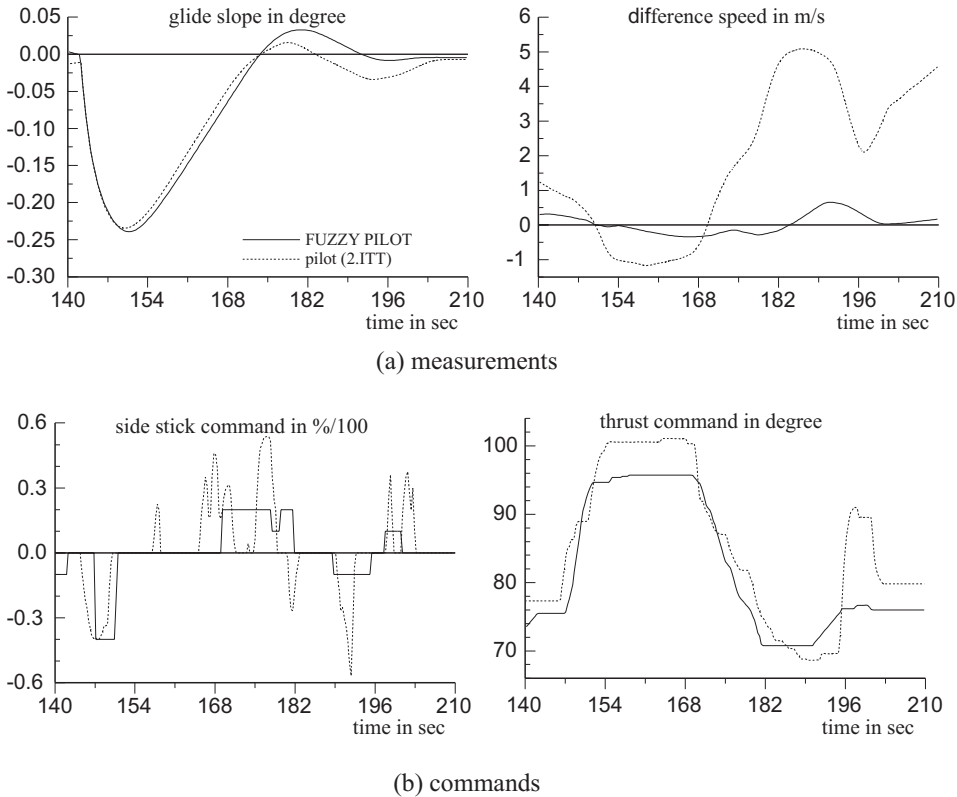 glide slope in degree
0.05
0.00
-0.05
-0.10
-0.15
-0.20
-0.25
-0.30
FUZZY PILOT
pilot (2.ITT)
140 154 168 182 196 210
time in sec
difference speed in m/s
6
5
4
3
2
1
0
-1
140 154 168 182 196 210
time in sec
(a) measurements
side stick command in %/100
0.6
0.3
0.0
-0.3
-0.6
140 154 168 182 196 210
time in sec
thrust command in degree
100
90
80
70
140 154 168 182 196 210
time in sec
(b) commands